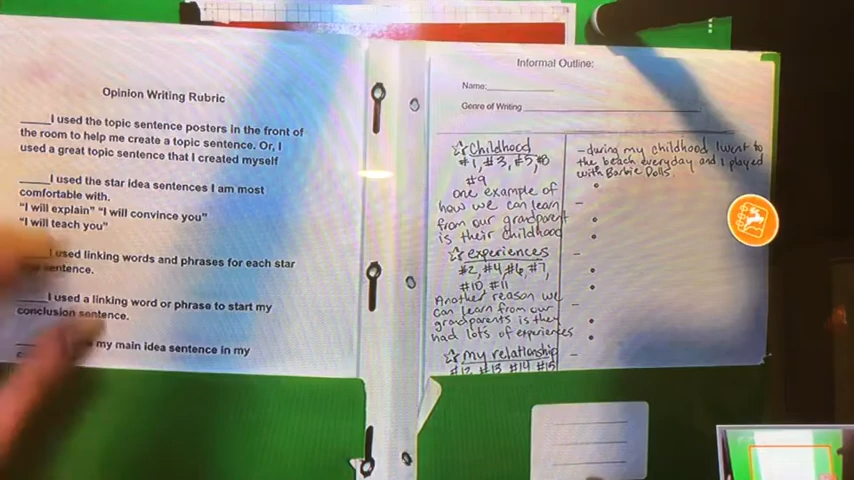 Opinion Writing Rubric
_____I used the topic sentence posters in the front of
the room to help me create a topic sentence. Or, I
used a great topic sentence that I created myself
_____I used the star idea sentences I am most
comfortable with.
"I will explain" "I will convince you"
"I will teach you"
I used linking words and phrases for each star
sentence.
_____I used a linking word or phrase to start my
conclusion sentence.
my main idea sentence in my
Informal Outline:
Name:
Genre of Writing
☆Childhood
#1, #3, #5, #8
#9
one example of
how we can learn
from our grandparent
is their childhood
☆experiences
#2, #4 #6, #7,
#10, #11
Another reason we
can learn from our
grandparents is they
had lots of experiences
☆my relationship
#12, #13 #14 #15
- during my childhood I went to
the beach everyday and I played
with Barbie Dolls.